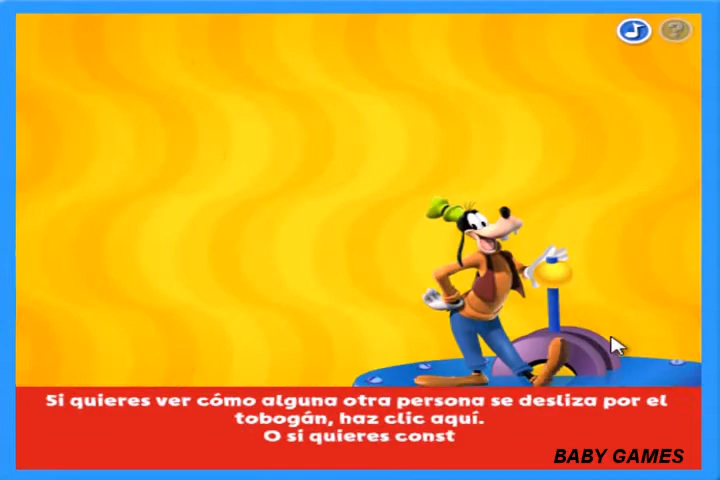 Si quieres ver cómo alguna otra persona se desliza por el
tobogán, haz clic aquí.
O si quieres const
BABY GAMES